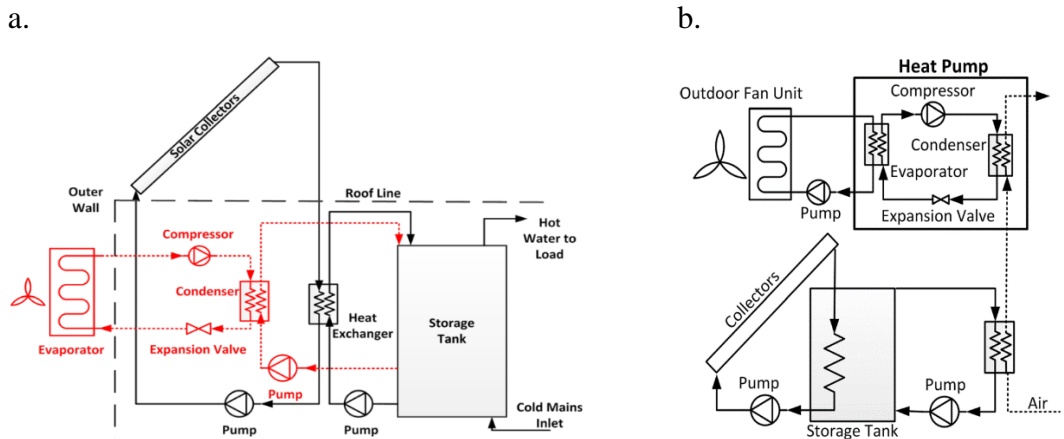 a.
Solar Collectors
Outer
Wall
Roof Line
Compressor
Condenser
Evaporator
Expansion Valve
Heat
Exchanger
Pump
Pump
Pump
Storage
Tank
Hot
Water to
Load
Cold Mains
Inlet
b.
Heat Pump
Outdoor Fan Unit
Compressor
Condenser
Evaporator
Pump
Expansion Valve
Collectors
Pump
Storage Tank
Pump
Air